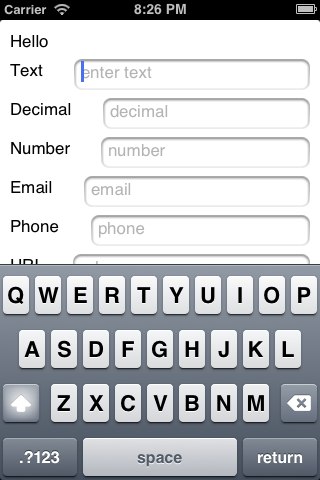 Carrier 8:26 PM
Hello
Text enter text
Decimal decimal
Number number
Email email
Phone phone
Q W E R T Y U I O P
A S D F G H J K L
Z X C V B N M
.?123 space return